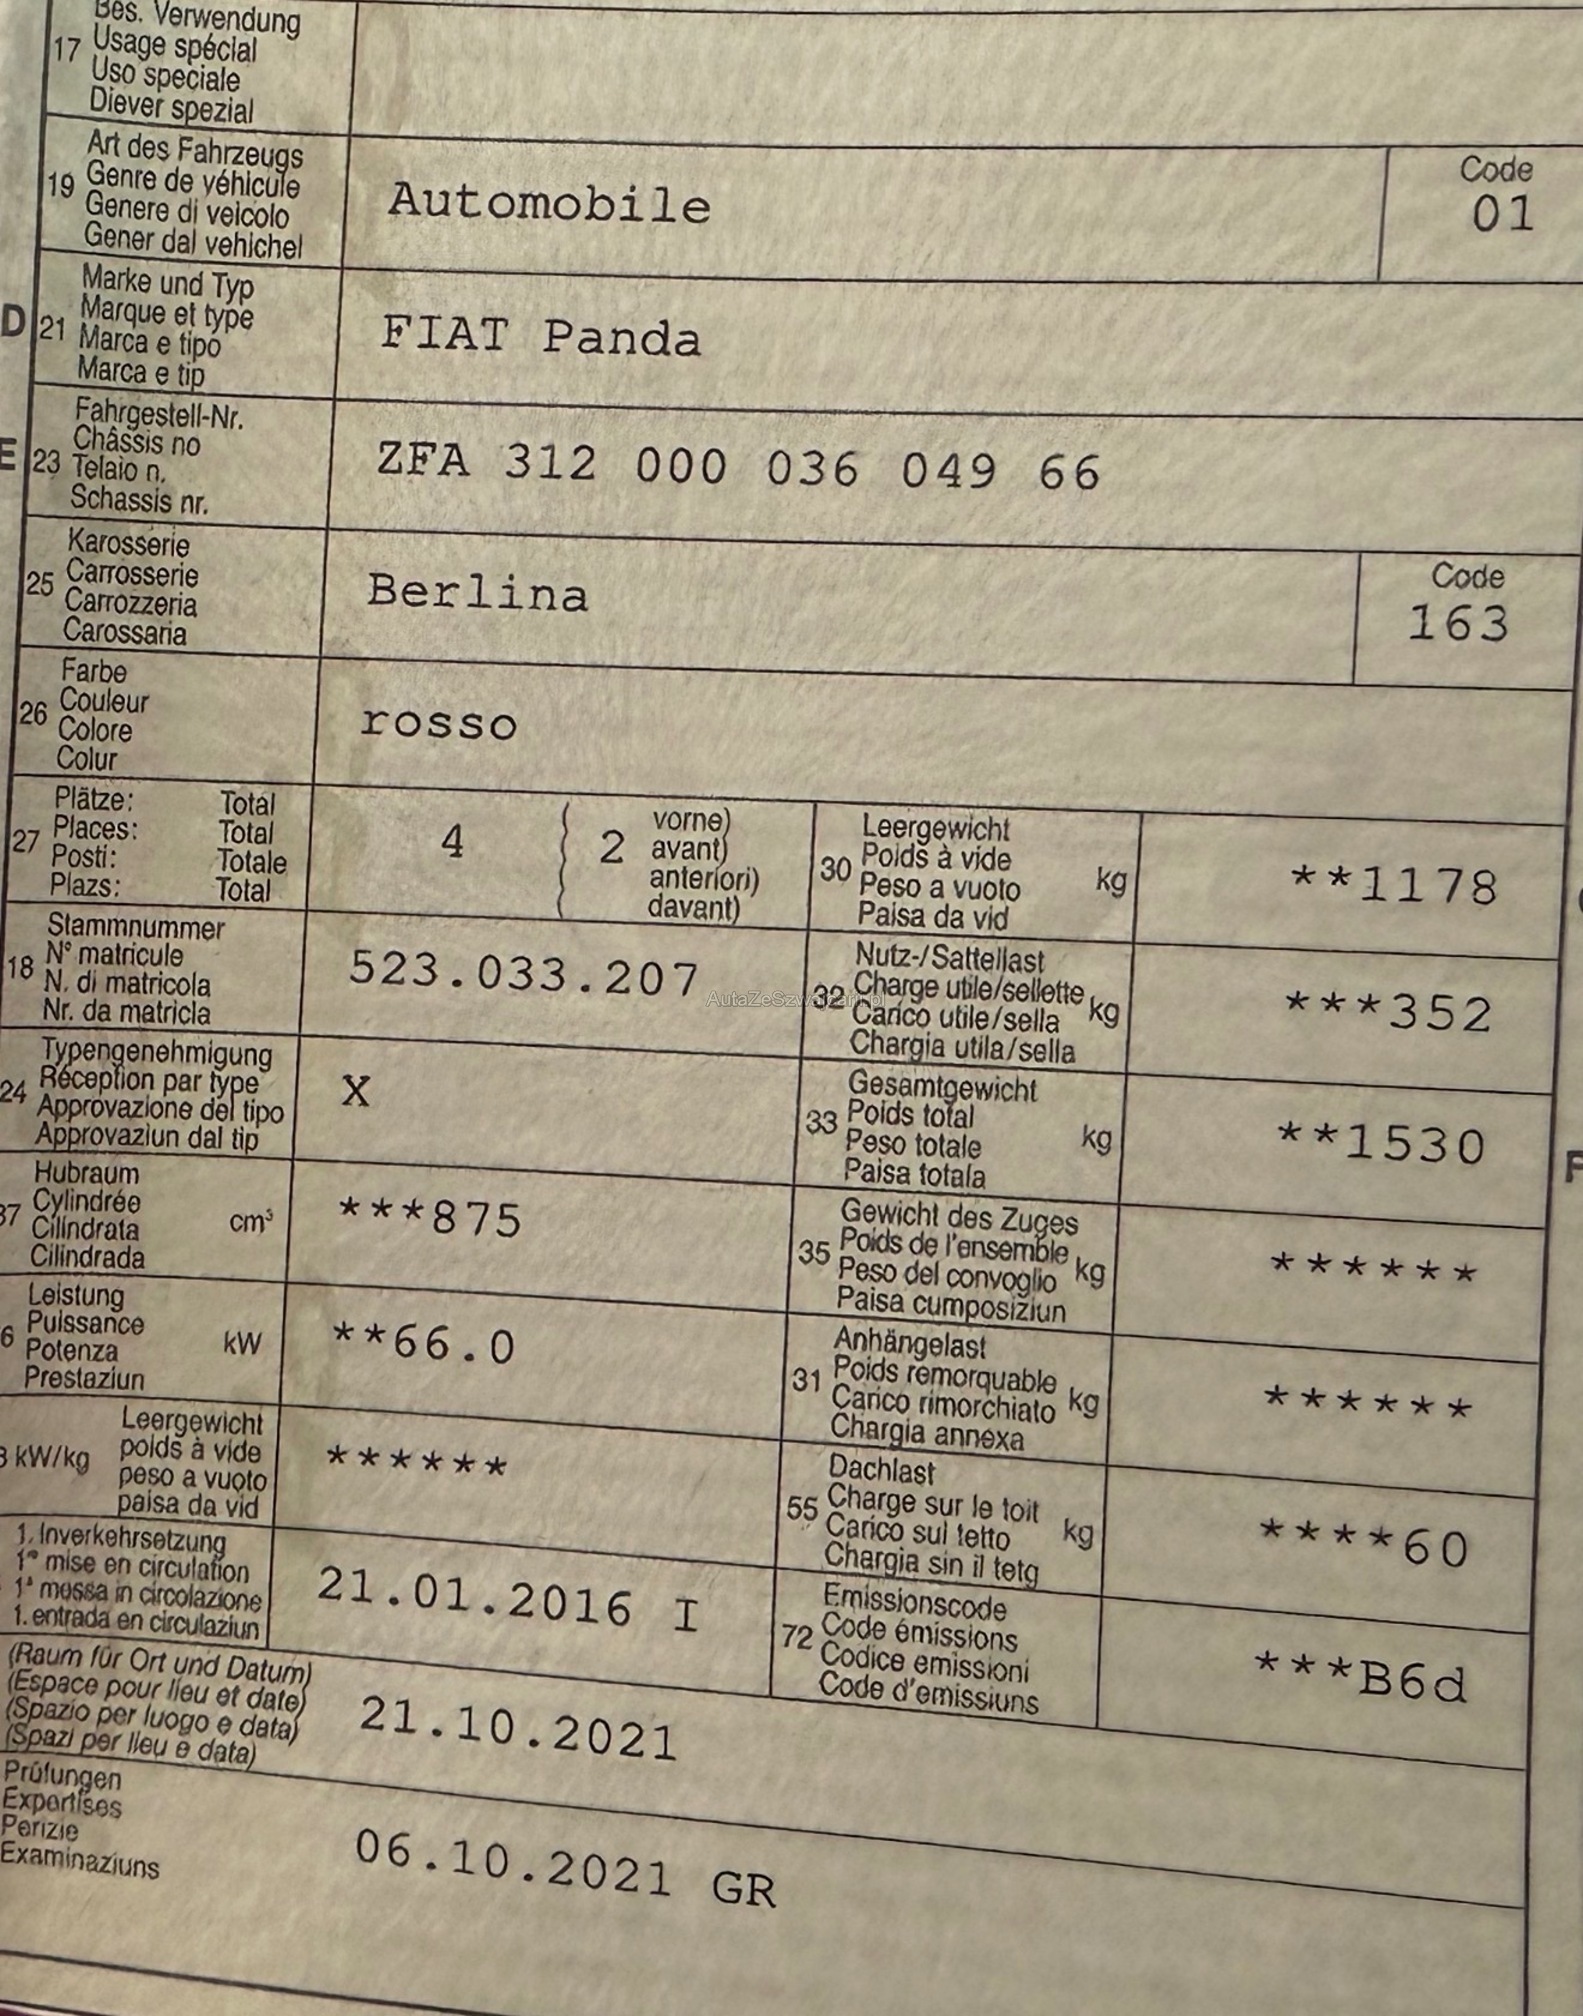 Bes. Verwendung
17 Usage spécial
Uso speciale
Diever spezial
Art des Fahrzeugs
19 Genre de véhicule
Genere di veicolo
Gener dal vehichel
Automobile
Code
01
Marke und Typ
D 21 Marque et type
Marca e tipo
Marca e tip
FIAT Panda
Fahrgestell-Nr.
Châssis no
E 23 Telaio n.
Schassis nr.
ZFA 312 000 036 049 66
Karosserie
25 Carrosserie
Carrozzeria
Carossaria
Berlina
Code
163
Farbe
26 Couleur
Colore
Colur
rosso
Plätze: Total
27 Places: Total
Posti: Totale
Plazs: Total
4 { 2
vorne)
avant)
anteriori)
davant)
Leergewicht
30 Poids à vide kg
Peso a vuoto
Paisa da vid
**1178
Stammnummer
18 N° matricule
N. di matricola
Nr. da matricla
523.033.207
AutaZeSzwajcarii.pl
Nutz-/Sattellast
32 Charge utile/sellette kg
Carico utile/sella
Chargia utila/sella
***352
Typengenehmigung
24 Réception par type
Approvazione del tipo
Approvaziun dal tip
X
Gesamtgewicht
33 Poids total kg
Peso totale
Paisa totala
**1530
Hubraum
37 Cylindrée cm³
Cilindrata
Cilindrada
***875
Gewicht des Zuges
35 Poids de l'ensemble kg
Peso del convoglio
Paisa cumposiziun
******
Leistung
6 Puissance kW
Potenza
Prestaziun
**66.0
Anhängelast
31 Poids remorquable kg
Carico rimorchiato
Chargia annexa
******
Leergewicht
kW/kg poids à vide
peso a vuoto
paisa da vid
******
Dachlast
55 Charge sur le toit kg
Carico sul tetto
Chargia sin il tetg
****60
1. Inverkehrsetzung
1re mise en circulation
1a messa in circolazione
1. entrada en circulaziun
21.01.2016 I
Emissionscode
72 Code émissions
Codice emissioni
Code d'emissiuns
***B6d
(Raum für Ort und Datum)
(Espace pour lieu et date)
(Spazio per luogo e data)
(Spazi per lieu e data)
21.10.2021
Prüfungen
Expertises
Perizie
Examinaziuns
06.10.2021 GR
F